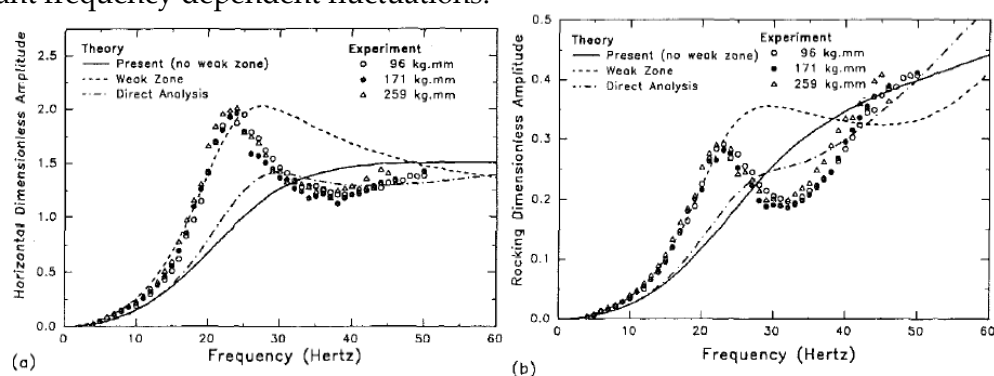 ant frequency dependent fluctuations.
2.5
2.0
1.5
1.0
0.5
0.0
Horizontal Dimensionless Amplitude
Theory
Present (no weak zone)
Weak Zone
Direct Analysis
Experiment
96 kg.mm
171 kg.mm
259 kg.mm
0 10 20 30 40 50 60
Frequency (Hertz)
(a)
0.5
0.4
0.3
0.2
0.1
0.0
Rocking Dimensionless Amplitude
Theory
Present (no weak zone)
Weak Zone
Direct Analysis
Experiment
96 kg.mm
171 kg.mm
259 kg.mm
0 10 20 30 40 50 60
Frequency (Hertz)
(b)